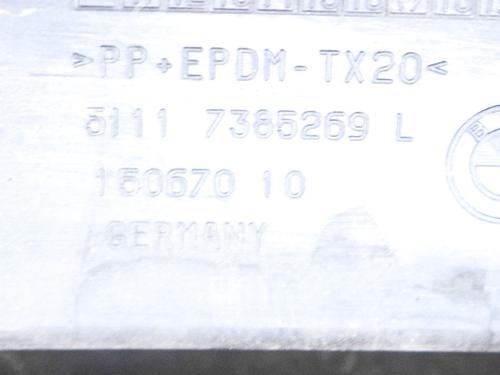 >PP+EPDM-TX20<
5111 7385269 L
150670 10
GERMANY